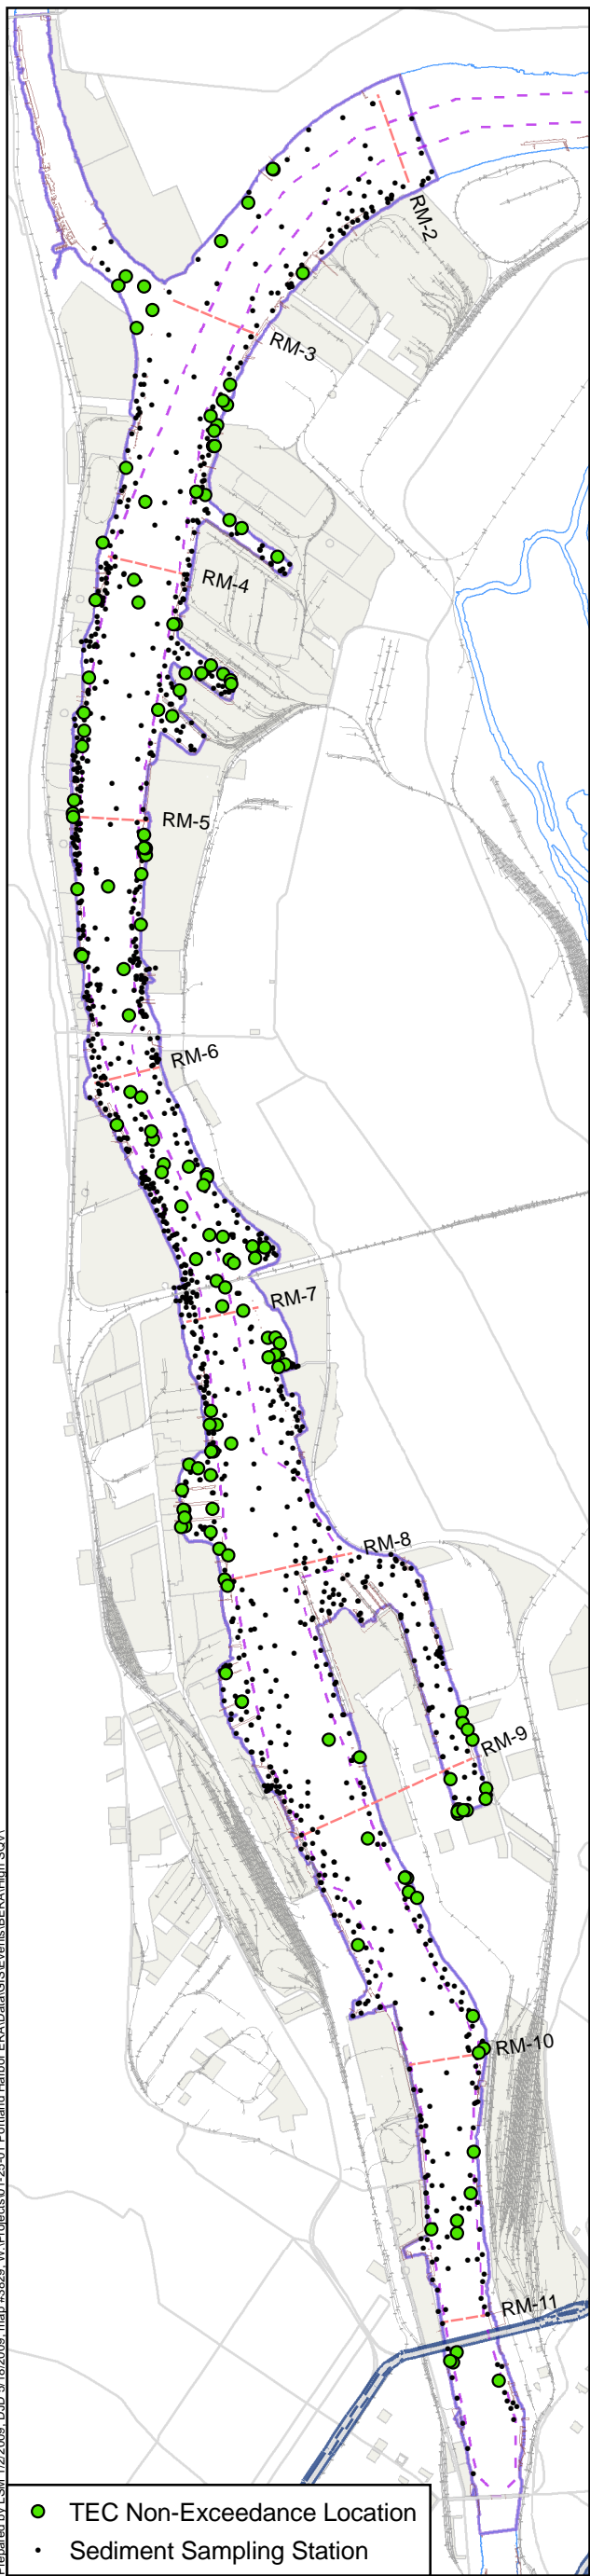 RM-2
RM-3
RM-4
RM-5
RM-6
RM-7
RM-8
RM-9
RM-10
RM-11
TEC Non-Exceedance Location
Sediment Sampling Station